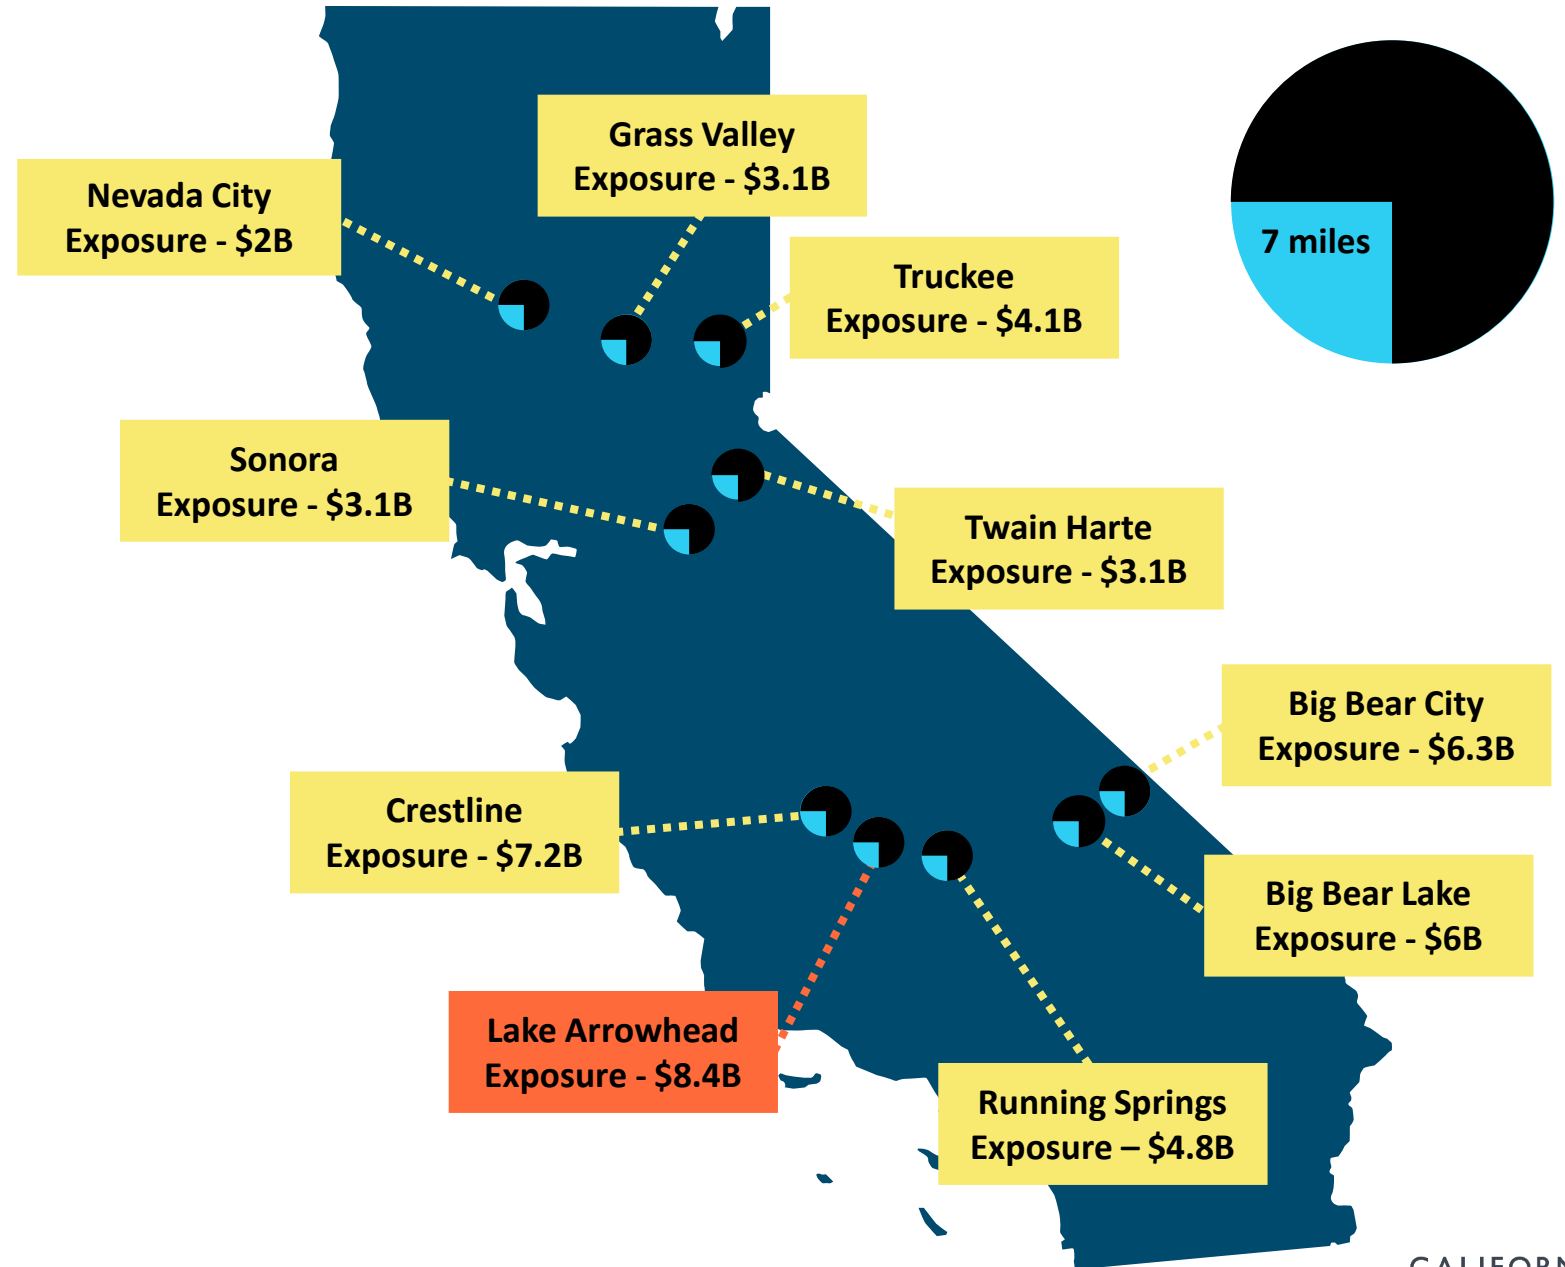 Grass Valley
Exposure - $3.1B
Nevada City
Exposure - $2B
7 miles
Truckee
Exposure - $4.1B
Sonora
Exposure - $3.1B
Twain Harte
Exposure - $3.1B
Big Bear City
Exposure - $6.3B
Crestline
Exposure - $7.2B
Big Bear Lake
Exposure - $6B
Lake Arrowhead
Exposure - $8.4B
Running Springs
Exposure – $4.8B